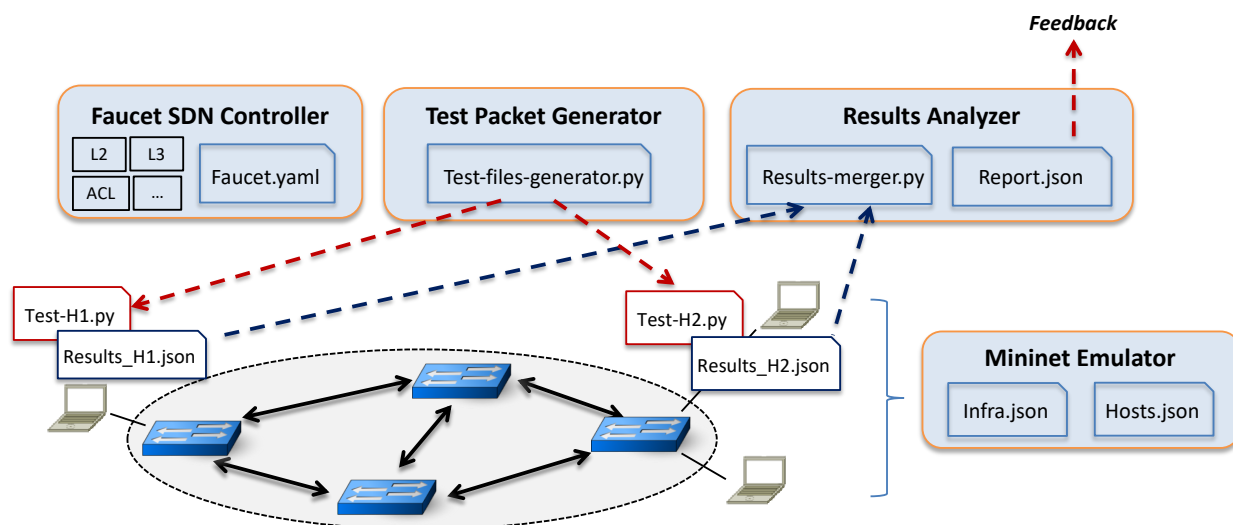 Feedback
Faucet SDN Controller
Test Packet Generator
Results Analyzer
L2
L3
ACL
...
Faucet.yaml
Test-files-generator.py
Results-merger.py
Report.json
Test-H1.py
Results_H1.json
Test-H2.py
Results_H2.json
Mininet Emulator
Infra.json
Hosts.json